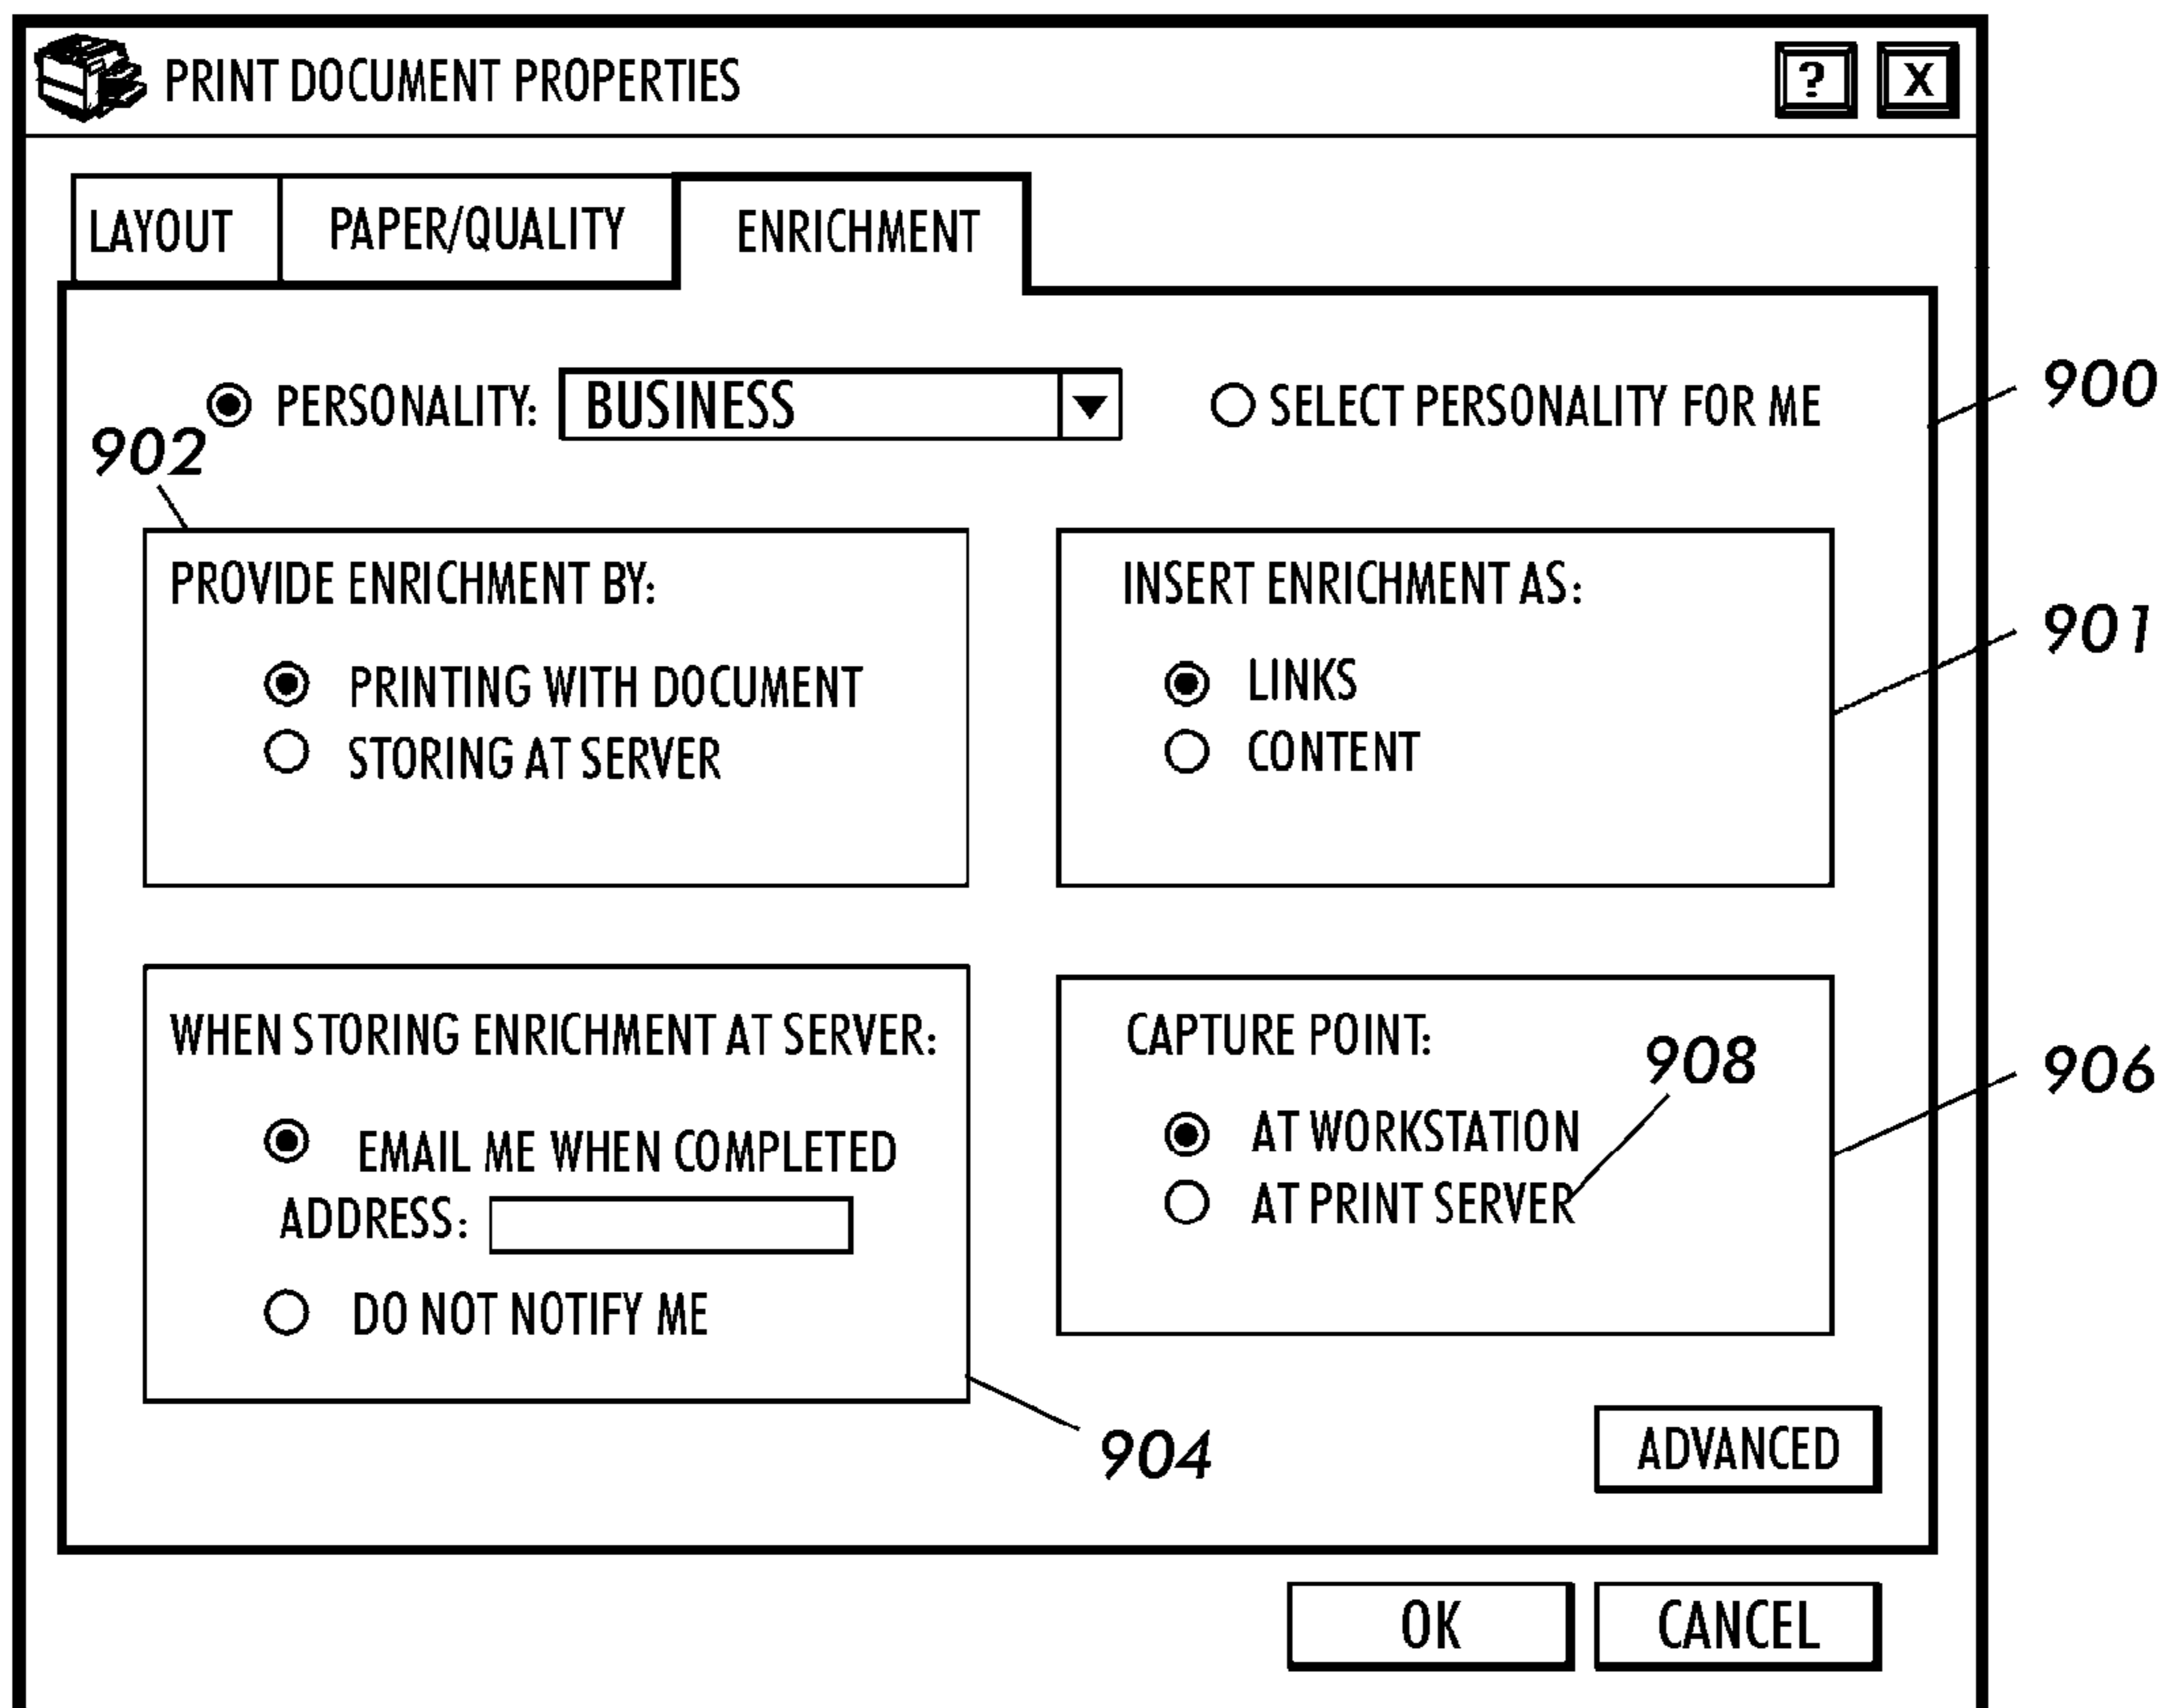 PRINT DOCUMENT PROPERTIES ? X
LAYOUT PAPER/QUALITY ENRICHMENT
PERSONALITY: BUSINESS SELECT PERSONALITY FOR ME 900
902
PROVIDE ENRICHMENT BY:
PRINTING WITH DOCUMENT
STORING AT SERVER
INSERT ENRICHMENT AS: 901
LINKS
CONTENT
WHEN STORING ENRICHMENT AT SERVER:
EMAIL ME WHEN COMPLETED
ADDRESS:
DO NOT NOTIFY ME
904
CAPTURE POINT:
908 906
AT WORKSTATION
AT PRINT SERVER
ADVANCED
OK CANCEL